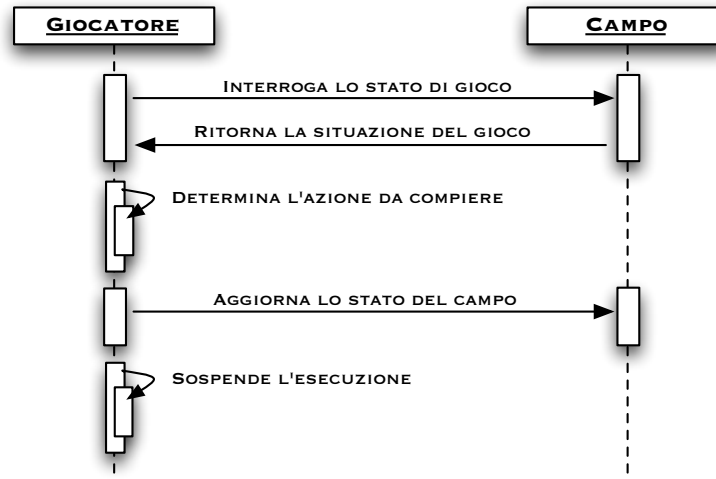 GIOCATORE
CAMPO
INTERROGA LO STATO DI GIOCO
RITORNA LA SITUAZIONE DEL GIOCO
DETERMINA L'AZIONE DA COMPIERE
AGGIORNA LO STATO DEL CAMPO
SOSPENDE L'ESECUZIONE